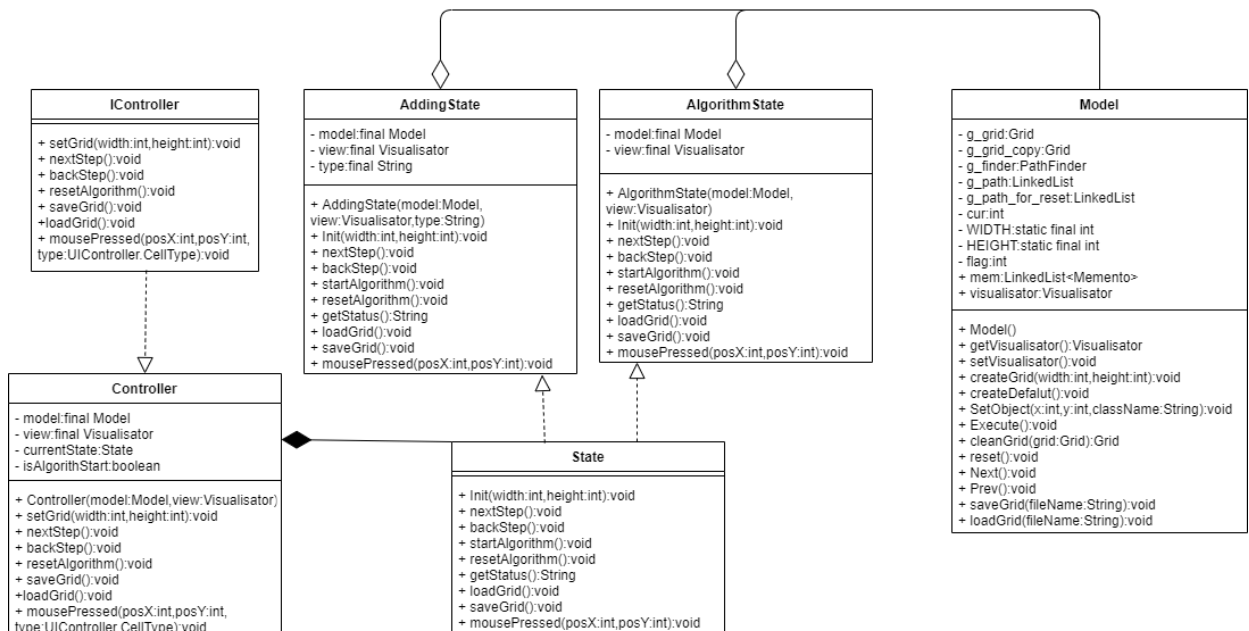 IController
+ setGrid(width:int,height:int):void
+ nextStep():void
+ backStep():void
+ resetAlgorithm():void
+ saveGrid():void
+loadGrid():void
+ mousePressed(posX:int,posY:int,
type:UIController.CellType):void
AddingState
- model:final Model
- view:final Visualisator
- type:final String
+ AddingState(model:Model,
view:Visualisator,type:String)
+ Init(width:int,height:int):void
+ nextStep():void
+ backStep():void
+ startAlgorithm():void
+ resetAlgorithm():void
+ getStatus():String
+ loadGrid():void
+ saveGrid():void
+ mousePressed(posX:int,posY:int):void
AlgorithmState
- model:final Model
- view:final Visualisator
+ AlgorithmState(model:Model,
view:Visualisator)
+ Init(width:int,height:int):void
+ nextStep():void
+ backStep():void
+ startAlgorithm():void
+ resetAlgorithm():void
+ getStatus():String
+ loadGrid():void
+ saveGrid():void
+ mousePressed(posX:int,posY:int):void
Model
- g_grid:Grid
- g_grid_copy:Grid
- g_finder:PathFinder
- g_path:LinkedList
- g_path_for_reset:LinkedList
- cur:int
- WIDTH:static final int
- HEIGHT:static final int
- flag:int
+ mem:LinkedList<Memento>
+ visualisator:Visualisator
+ Model()
+ getVisualisator():Visualisator
+ setVisualisator():void
+ createGrid(width:int,height:int):void
+ createDefalut():void
+ SetObject(x:int,y:int,className:String):void
+ Execute():void
+ cleanGrid(grid:Grid):Grid
+ reset():void
+ Next():void
+ Prev():void
+ saveGrid(fileName:String):void
+ loadGrid(fileName:String):void
Controller
- model:final Model
- view:final Visualisator
- currentState:State
- isAlgorithStart:boolean
+ Controller(model:Model,view:Visualisator)
+ setGrid(width:int,height:int):void
+ nextStep():void
+ backStep():void
+ resetAlgorithm():void
+ saveGrid():void
+loadGrid():void
+ mousePressed(posX:int,posY:int,
type:UIController.CellType):void
State
+ Init(width:int,height:int):void
+ nextStep():void
+ backStep():void
+ startAlgorithm():void
+ resetAlgorithm():void
+ getStatus():String
+ loadGrid():void
+ saveGrid():void
+ mousePressed(posX:int,posY:int):void